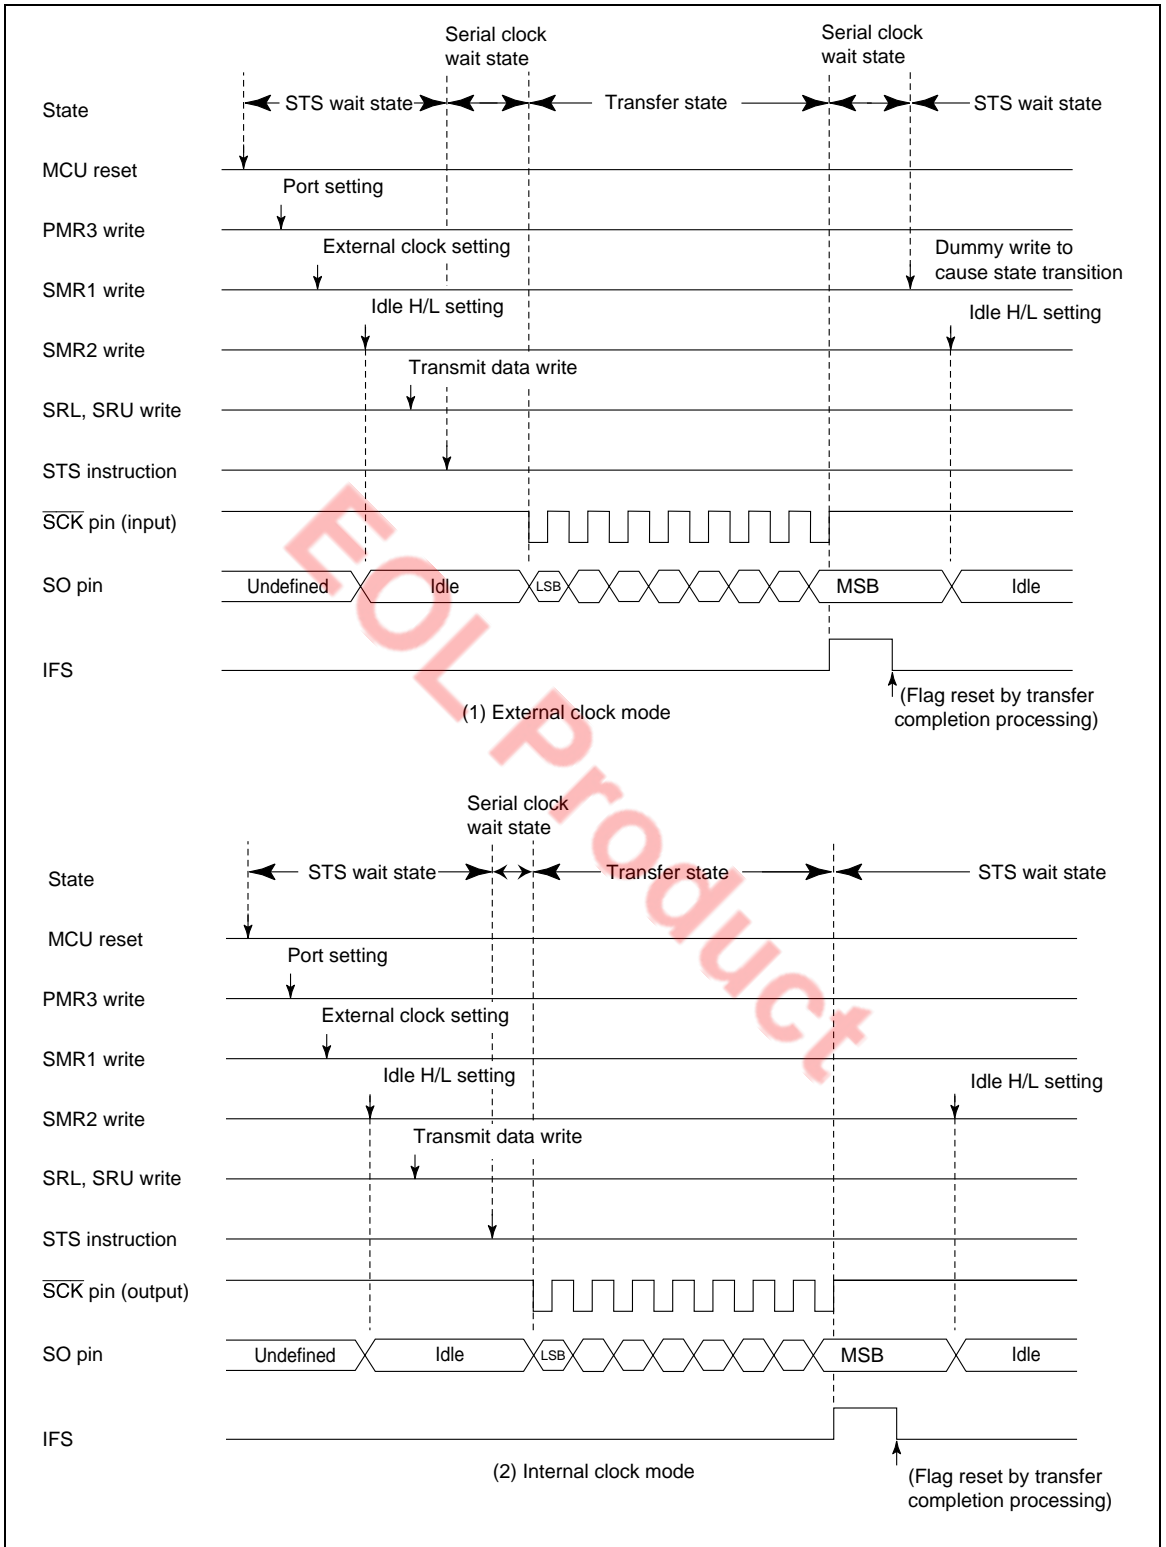 Serial clock
wait state
Serial clock
wait state
State
STS wait state
Transfer state
STS wait state
MCU reset
Port setting
PMR3 write
External clock setting
Dummy write to
cause state transition
SMR1 write
Idle H/L setting
Idle H/L setting
SMR2 write
Transmit data write
SRL, SRU write
STS instruction
SCK pin (input)
SO pin
Undefined
Idle
LSB
MSB
Idle
IFS
(Flag reset by transfer
completion processing)
(1) External clock mode
EOL Product
Serial clock
wait state
State
STS wait state
Transfer state
STS wait state
MCU reset
Port setting
PMR3 write
External clock setting
SMR1 write
Idle H/L setting
Idle H/L setting
SMR2 write
Transmit data write
SRL, SRU write
STS instruction
SCK pin (output)
SO pin
Undefined
Idle
LSB
MSB
Idle
IFS
(2) Internal clock mode
(Flag reset by transfer
completion processing)